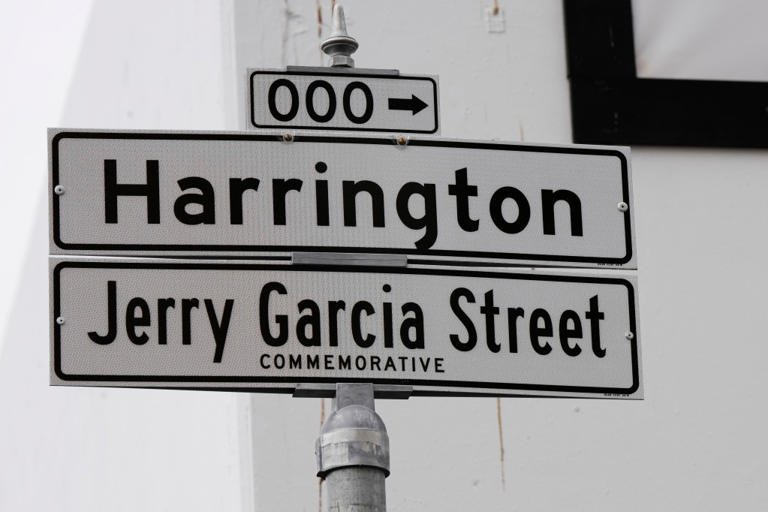 000 →
Harrington
Jerry Garcia Street
COMMEMORATIVE